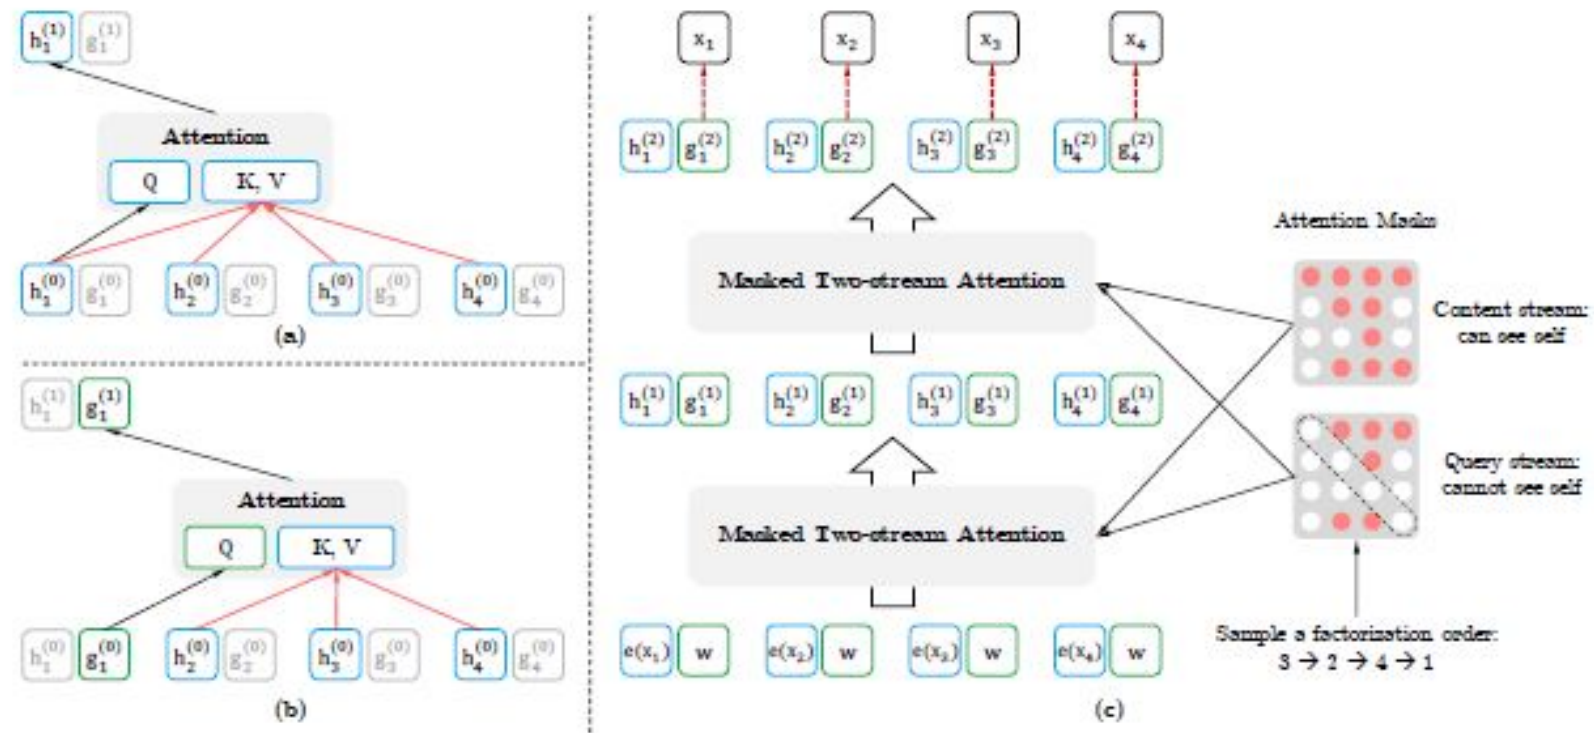 h₁⁽¹⁾ g₁⁽¹⁾
Attention
Q K, V
h₁⁽⁰⁾ g₁⁽⁰⁾ h₂⁽⁰⁾ g₂⁽⁰⁾ h₃⁽⁰⁾ g₃⁽⁰⁾ h₄⁽⁰⁾ g₄⁽⁰⁾
(a)
h₁⁽¹⁾ g₁⁽¹⁾
Attention
Q K, V
h₁⁽⁰⁾ g₁⁽⁰⁾ h₂⁽⁰⁾ g₂⁽⁰⁾ h₃⁽⁰⁾ g₃⁽⁰⁾ h₄⁽⁰⁾ g₄⁽⁰⁾
(b)
x₁ x₂ x₃ x₄
h₁⁽²⁾ g₁⁽²⁾ h₂⁽²⁾ g₂⁽²⁾ h₃⁽²⁾ g₃⁽²⁾ h₄⁽²⁾ g₄⁽²⁾
Masked Two-stream Attention
h₁⁽¹⁾ g₁⁽¹⁾ h₂⁽¹⁾ g₂⁽¹⁾ h₃⁽¹⁾ g₃⁽¹⁾ h₄⁽¹⁾ g₄⁽¹⁾
Masked Two-stream Attention
e(x₁) w e(x₂) w e(x₃) w e(x₄) w
(c)
Attention Masks
Content stream:
can see self
Query stream:
cannot see self
Sample a factorization order:
3 → 2 → 4 → 1